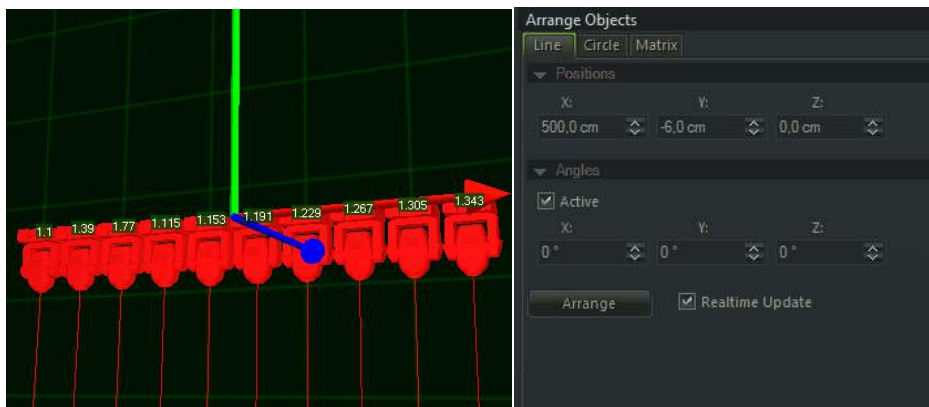 1.1 1.39 1.77 1.115 1.153 1.191 1.229 1.267 1.305 1.343
Arrange Objects
Line Circle Matrix
Positions
X: Y: Z:
500,0 cm -6,0 cm 0,0 cm
Angles
Active
X: Y: Z:
0 ° 0 ° 0 °
Arrange Realtime Update